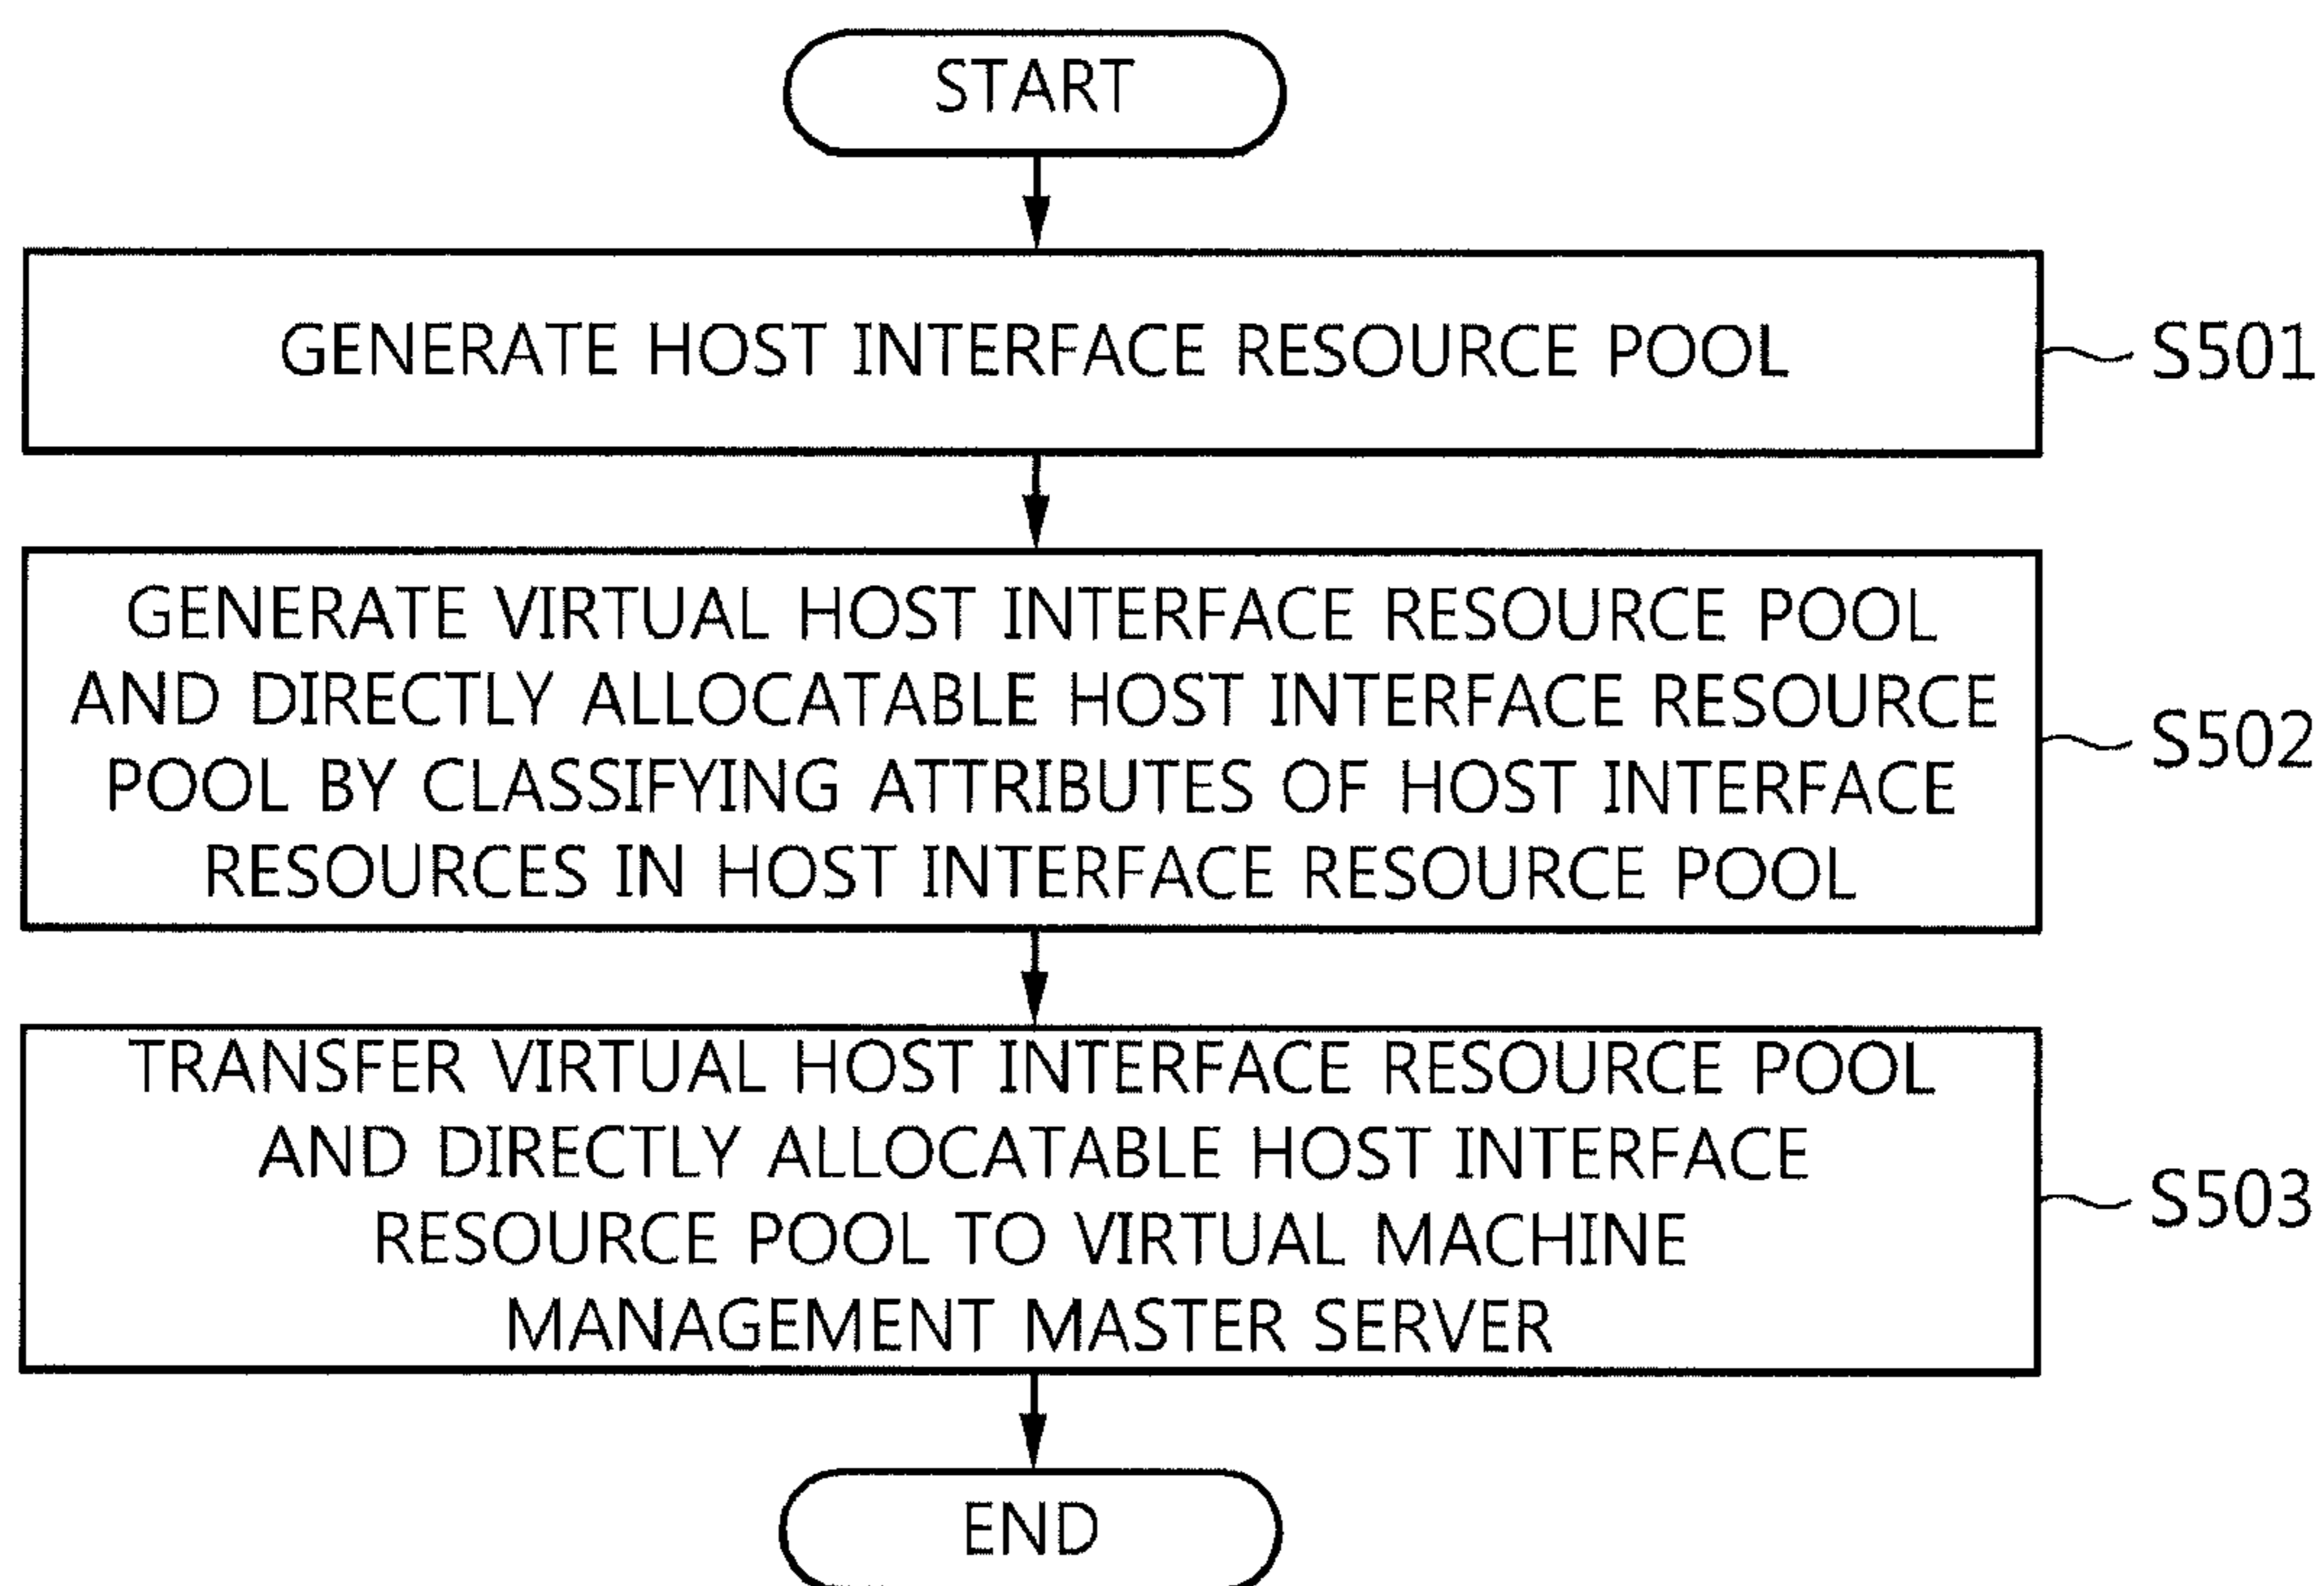 START
GENERATE HOST INTERFACE RESOURCE POOL
S501
GENERATE VIRTUAL HOST INTERFACE RESOURCE POOL
AND DIRECTLY ALLOCATABLE HOST INTERFACE RESOURCE
POOL BY CLASSIFYING ATTRIBUTES OF HOST INTERFACE
RESOURCES IN HOST INTERFACE RESOURCE POOL
S502
TRANSFER VIRTUAL HOST INTERFACE RESOURCE POOL
AND DIRECTLY ALLOCATABLE HOST INTERFACE
RESOURCE POOL TO VIRTUAL MACHINE
MANAGEMENT MASTER SERVER
S503
END